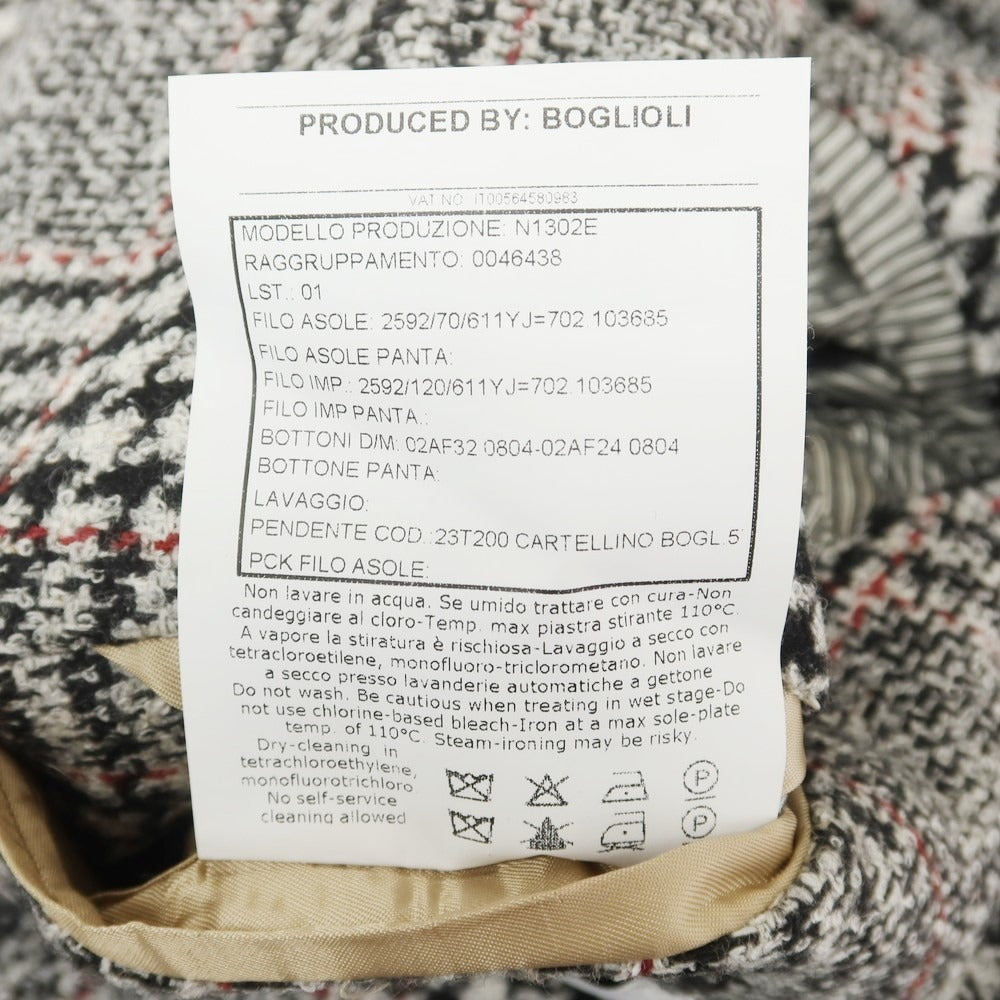 PRODUCED BY: BOGLIOLI
VAT NO IT00564580983
MODELLO PRODUZIONE: N1302E
RAGGRUPPAMENTO: 0046438
LST.: 01
FILO ASOLE: 2592/70/611YJ=702 103685
FILO ASOLE PANTA:
FILO IMP.: 2592/120/611YJ=702 103685
FILO IMP PANTA.:
BOTTONI D/M: 02AF32 0804-02AF24 0804
BOTTONE PANTA:
LAVAGGIO:
PENDENTE COD.:23T200 CARTELLINO BOGL.5
PCK FILO ASOLE:
Non lavare in acqua. Se umido trattare con cura-Non
candeggiare al cloro-Temp. max piastra stirante 110°C.
A vapore la stiratura è rischiosa-Lavaggio a secco con
tetracloroetilene, monofluoro-triclorometano. Non lavare
a secco presso lavanderie automatiche a gettone
Do not wash. Be cautious when treating in wet stage-Do
not use chlorine-based bleach-Iron at a max sole-plate
temp. of 110°C. Steam-ironing may be risky.
Dry-cleaning in
tetrachloroethylene,
monofluorotrichloro
No self-service
cleaning allowed
P
P